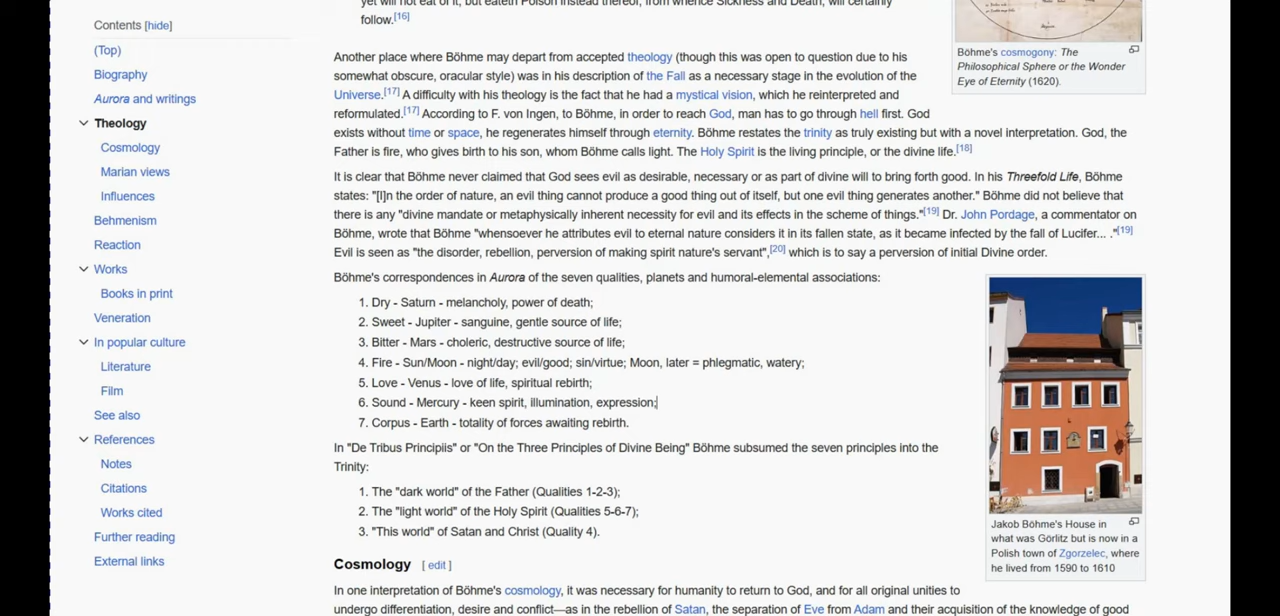 Contents [hide]
(Top)
Biography
Aurora and writings
Theology
Cosmology
Marian views
Influences
Behmenism
Reaction
Works
Books in print
Veneration
In popular culture
Literature
Film
See also
References
Notes
Citations
Works cited
Further reading
External links
yet will not eat of it, but eateth Poison instead thereof, from whence Sickness and Death, will certainly
follow.[16]
Another place where Böhme may depart from accepted theology (though this was open to question due to his
somewhat obscure, oracular style) was in his description of the Fall as a necessary stage in the evolution of the
Universe.[17] A difficulty with his theology is the fact that he had a mystical vision, which he reinterpreted and
reformulated.[17] According to F. von Ingen, to Böhme, in order to reach God, man has to go through hell first. God
exists without time or space, he regenerates himself through eternity. Böhme restates the trinity as truly existing but with a novel interpretation. God, the
Father is fire, who gives birth to his son, whom Böhme calls light. The Holy Spirit is the living principle, or the divine life.[18]
It is clear that Böhme never claimed that God sees evil as desirable, necessary or as part of divine will to bring forth good. In his Threefold Life, Böhme
states: "[I]n the order of nature, an evil thing cannot produce a good thing out of itself, but one evil thing generates another." Böhme did not believe that
there is any "divine mandate or metaphysically inherent necessity for evil and its effects in the scheme of things."[19] Dr. John Pordage, a commentator on
Böhme, wrote that Böhme "whensoever he attributes evil to eternal nature considers it in its fallen state, as it became infected by the fall of Lucifer... ."[19]
Evil is seen as "the disorder, rebellion, perversion of making spirit nature's servant",[20] which is to say a perversion of initial Divine order.
Böhme's correspondences in Aurora of the seven qualities, planets and humoral-elemental associations:
1. Dry - Saturn - melancholy, power of death;
2. Sweet - Jupiter - sanguine, gentle source of life;
3. Bitter - Mars - choleric, destructive source of life;
4. Fire - Sun/Moon - night/day; evil/good; sin/virtue; Moon, later = phlegmatic, watery;
5. Love - Venus - love of life, spiritual rebirth;
6. Sound - Mercury - keen spirit, illumination, expression;
7. Corpus - Earth - totality of forces awaiting rebirth.
In "De Tribus Principiis" or "On the Three Principles of Divine Being" Böhme subsumed the seven principles into the
Trinity:
1. The "dark world" of the Father (Qualities 1-2-3);
2. The "light world" of the Holy Spirit (Qualities 5-6-7);
3. "This world" of Satan and Christ (Quality 4).
Cosmology [ edit ]
In one interpretation of Böhme's cosmology, it was necessary for humanity to return to God, and for all original unities to
undergo differentiation, desire and conflict—as in the rebellion of Satan, the separation of Eve from Adam and their acquisition of the knowledge of good
Böhme's cosmogony: The
Philosophical Sphere or the Wonder
Eye of Eternity (1620).
Jakob Böhme's House in
what was Görlitz but is now in a
Polish town of Zgorzelec, where
he lived from 1590 to 1610